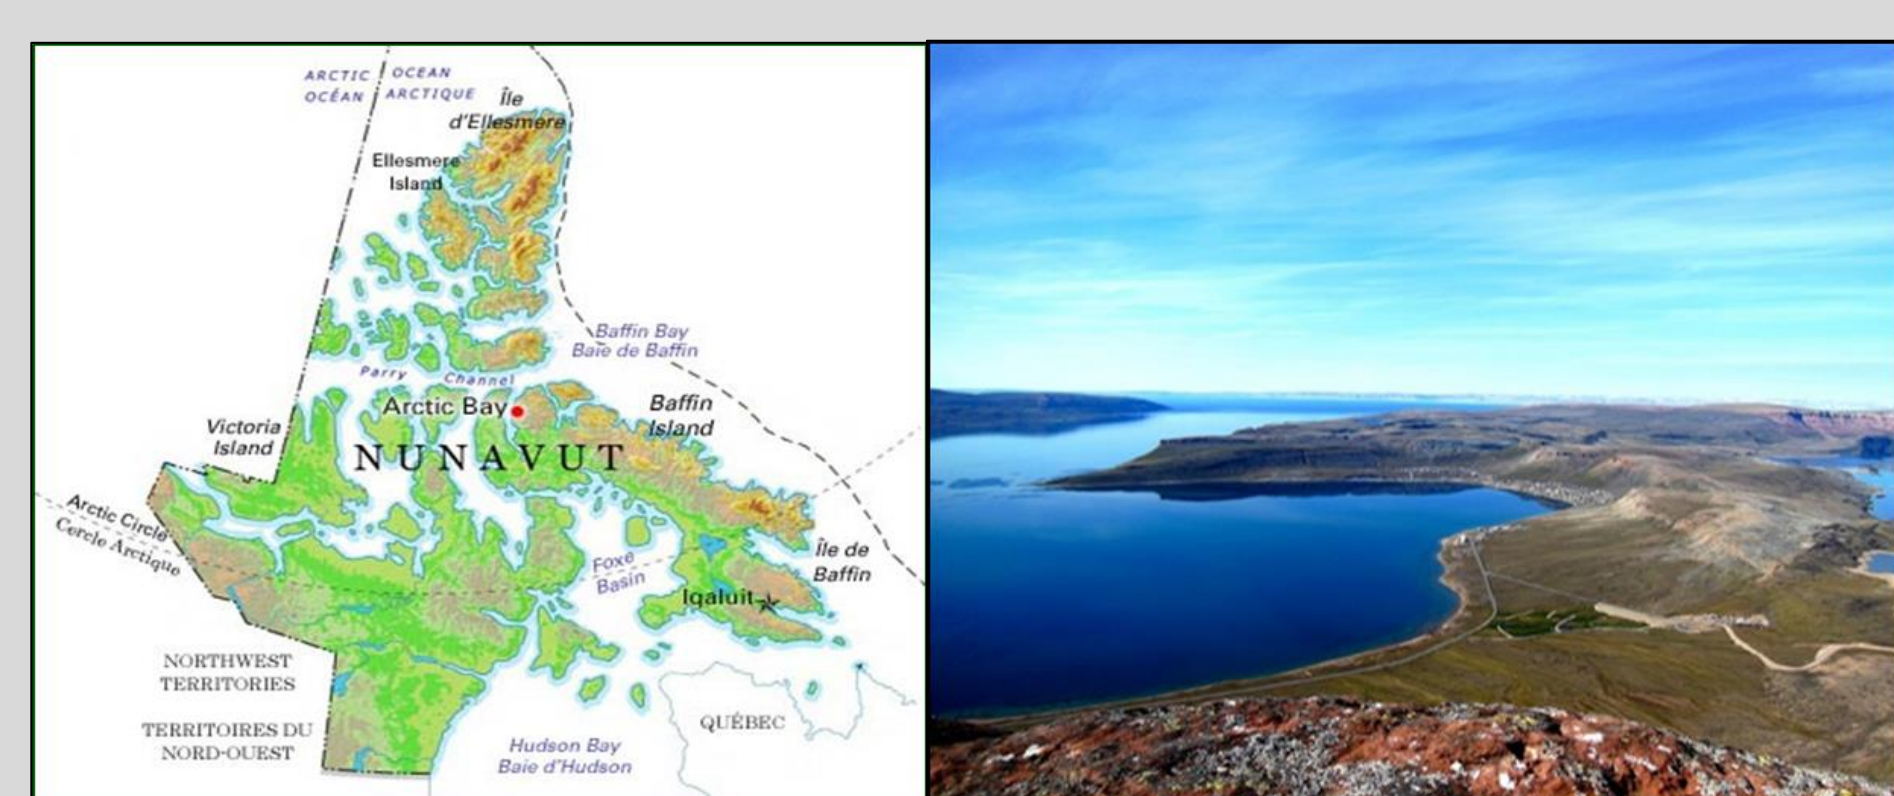 ARCTIC OCEAN
OCÉAN ARCTIQUE
Île
d'Ellesmere
Ellesmere
Island
Baffin Bay
Baie de Baffin
Parry Channel
Arctic Bay
Baffin
Island
Victoria
Island
NUNAVUT
Arctic Circle
Cercle Arctique
Foxe
Basin
Île de
Baffin
Iqaluit
NORTHWEST
TERRITORIES
QUÉBEC
TERRITOIRES DU
NORD-OUEST
Hudson Bay
Baie d'Hudson